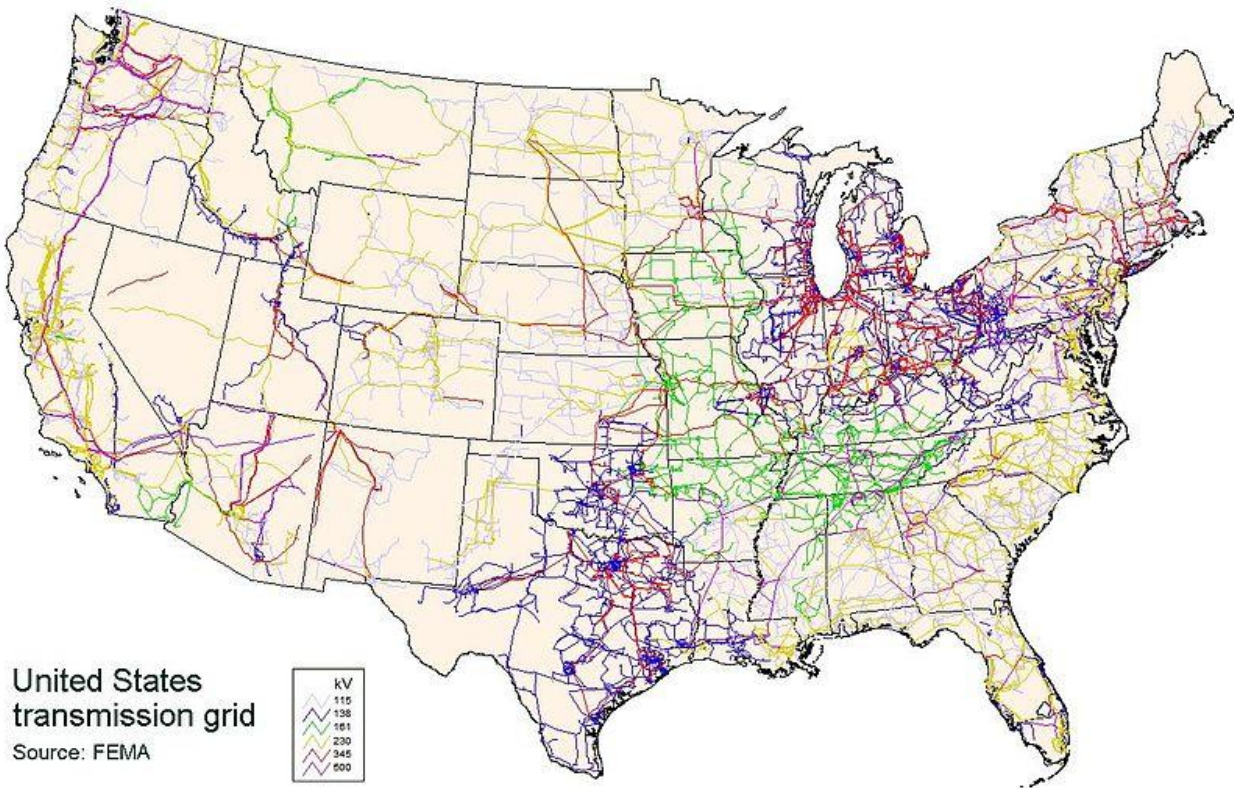 United States
transmission grid
Source: FEMA
kV
115
138
161
230
345
500